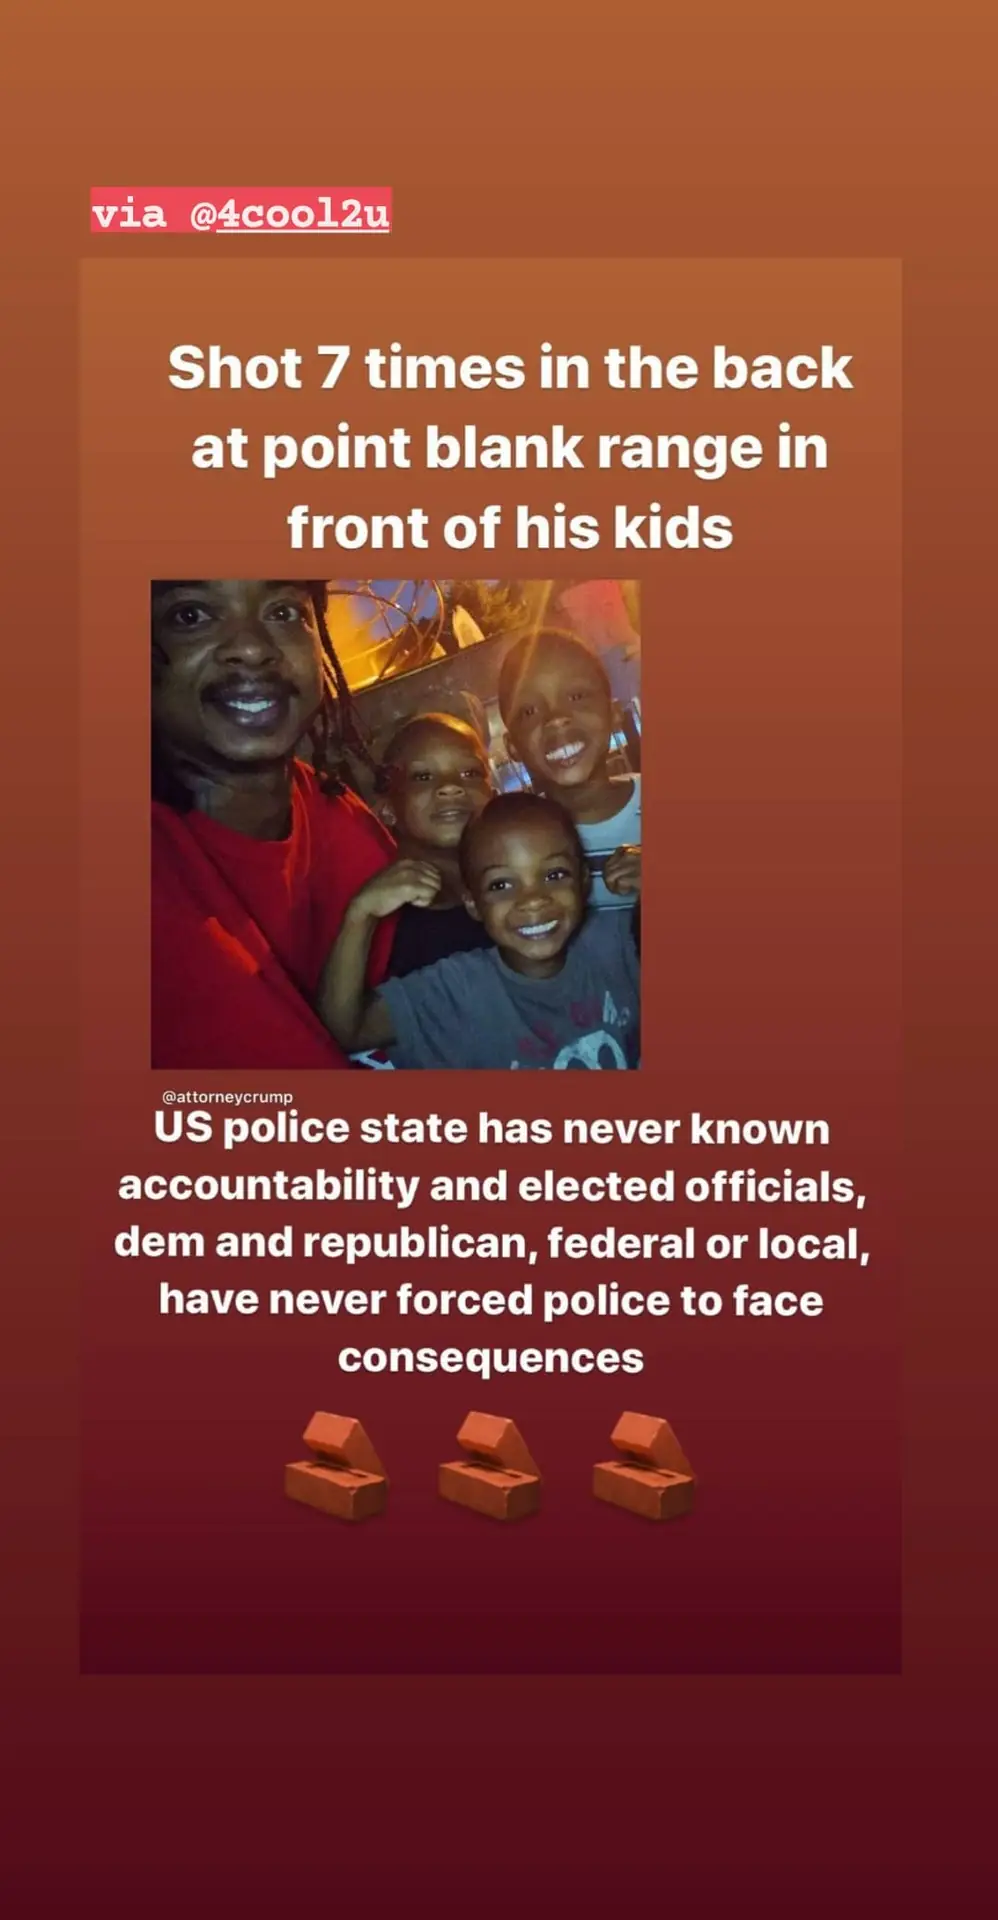 via @4cool2u
Shot 7 times in the back
at point blank range in
front of his kids
@attorneycrump
US police state has never known
accountability and elected officials,
dem and republican, federal or local,
have never forced police to face
consequences